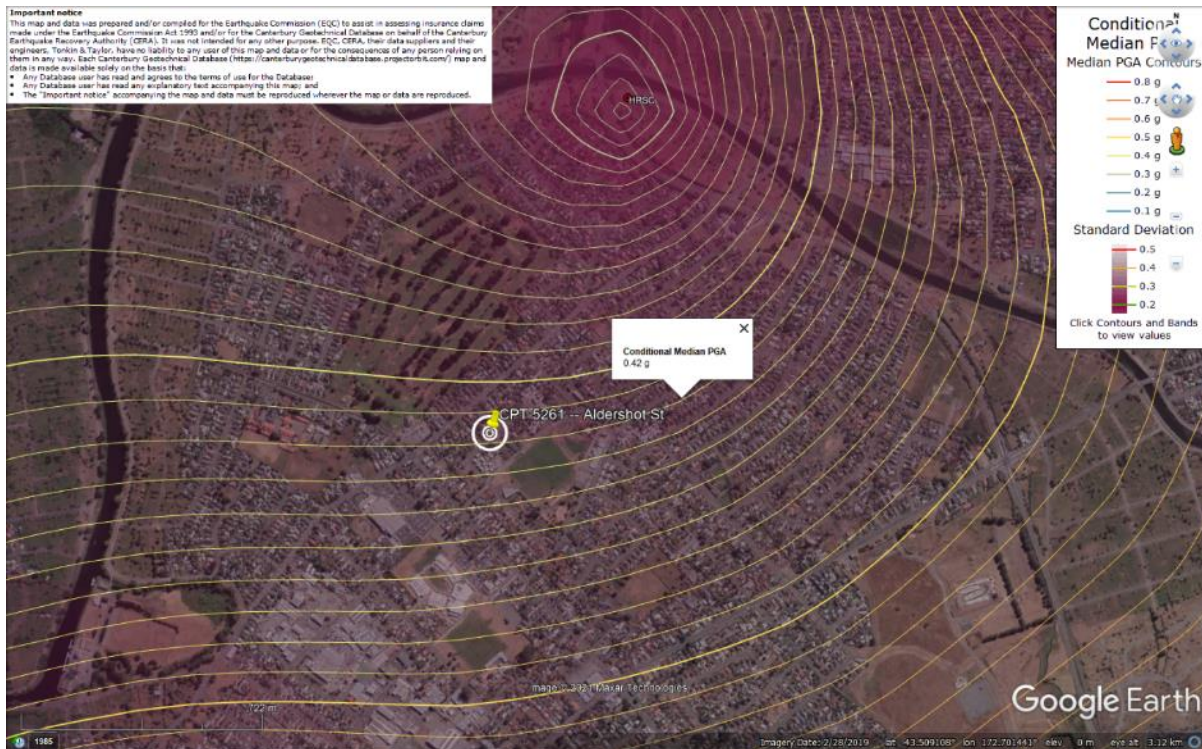 Important notice
This map and data was prepared and/or compiled for the Earthquake Commission (EQC) to assist in assessing insurance claims
made under the Earthquake Commission Act 1993 and/or for the Canterbury Geotechnical Database on behalf of the Canterbury
Earthquake Recovery Authority (CERA). It was not intended for any other purpose. EQC, CERA, their data suppliers and their
engineers, Tonkin & Taylor, have no liability to any user of this map and data or for the consequences of any person relying on
them in any way. Each Canterbury Geotechnical Database (https://canterburygeotechnicaldatabase.projectorbit.com/) map and
data is made available solely on the basis that:
▪ Any Database user has read and agrees to the terms of use for the Database;
▪ Any Database user has read any explanatory text accompanying this map; and
▪ The "Important notice" accompanying the map and data must be reproduced wherever the map or data are reproduced.
Conditional
Median P
Median PGA Contours
N
0.8 g
0.7 g
0.6 g
0.5 g
0.4 g
0.3 g
0.2 g
0.1 g
Standard Deviation
0.5
0.4
0.3
0.2
Click Contours and Bands
to view values
HRSC
Conditional Median PGA
0.42 g
CPT 5261 -- Aldershot St
Image © 2021 Maxar Technologies
722 m
Google Earth
1985
Imagery Date: 2/28/2019 lat -43.509108° lon 172.701441° elev 0 m eye alt 3.12 km